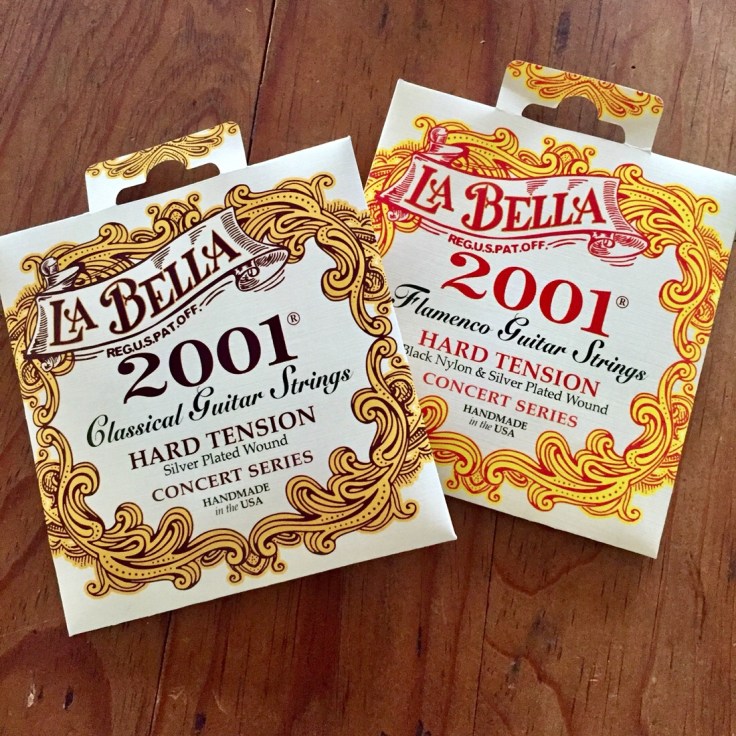 LA BELLA
REG.U.S.PAT.OFF.
2001®
Classical Guitar Strings
HARD TENSION
Silver Plated Wound
CONCERT SERIES
HANDMADE
in the USA
LA BELLA
REG.U.S.PAT.OFF.
2001®
Flamenco Guitar Strings
HARD TENSION
Black Nylon & Silver Plated Wound
CONCERT SERIES
HANDMADE
in the USA